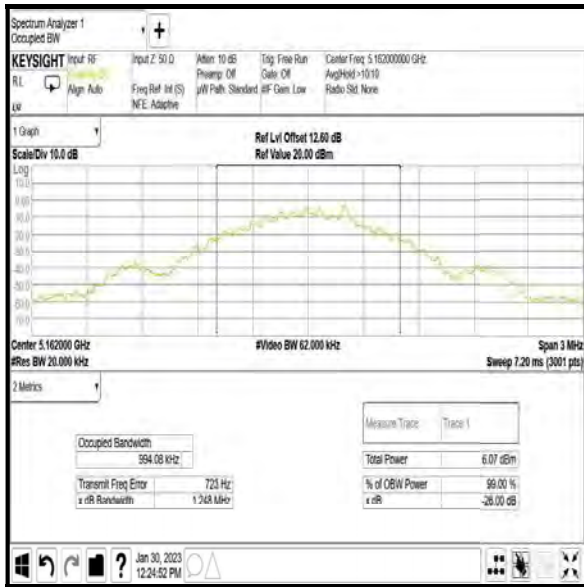 Spectrum Analyzer 1
Occupied BW
+
KEYSIGHT
Input: RF
Align: Auto
Input Z: 50 Ω
Freq Ref: Int (S)
NFE: Adaptive
Atten: 10 dB
Preamp: Off
µW Path: Standard
Trig: Free Run
Gate: Off
#IF Gain: Low
Center Freq: 5.162000000 GHz
Avg|Hold:>10/10
Radio Std: None
1 Graph
Scale/Div 10.0 dB
Ref Lvl Offset 12.60 dB
Ref Value 20.00 dBm
Log
Center 5.162000 GHz
#Res BW 20.000 kHz
#Video BW 62.000 kHz
Span 3 MHz
Sweep 7.20 ms (3001 pts)
2 Metrics
Measure Trace
Trace 1
Occupied Bandwidth
994.08 kHz
Transmit Freq Error
723 Hz
x dB Bandwidth
1.248 MHz
Total Power
6.07 dBm
% of OBW Power
99.00 %
x dB
-26.00 dB
?
Jan 30, 2023
12:24:52 PM